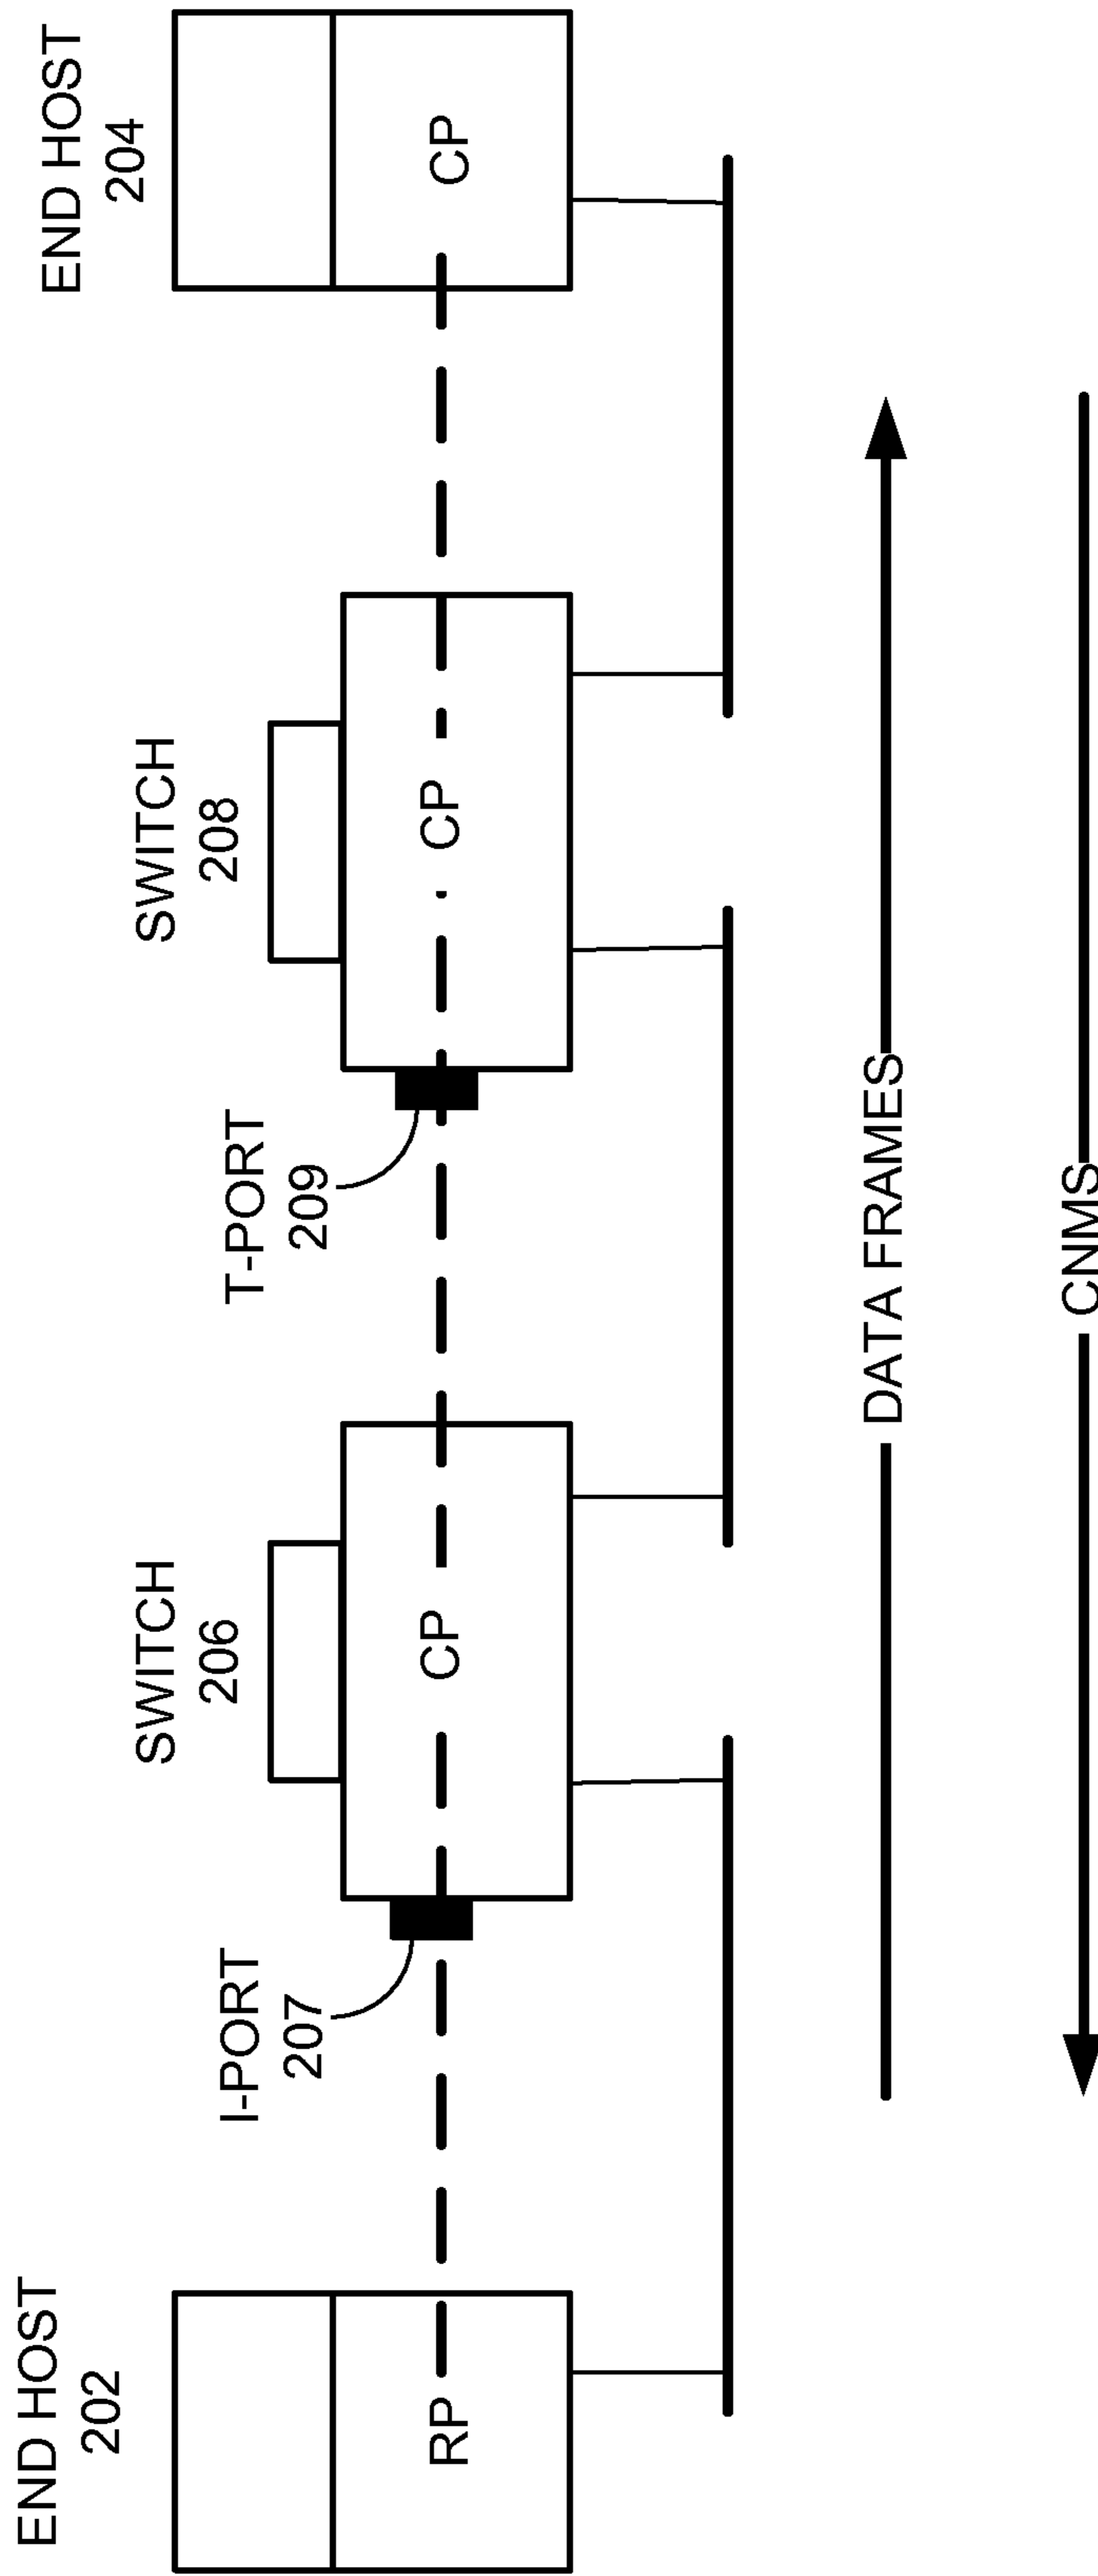 END HOST
202
I-PORT
207
SWITCH
206
T-PORT
209
SWITCH
208
END HOST
204
RP
CP
CP
CP
DATA FRAMES
CNMS